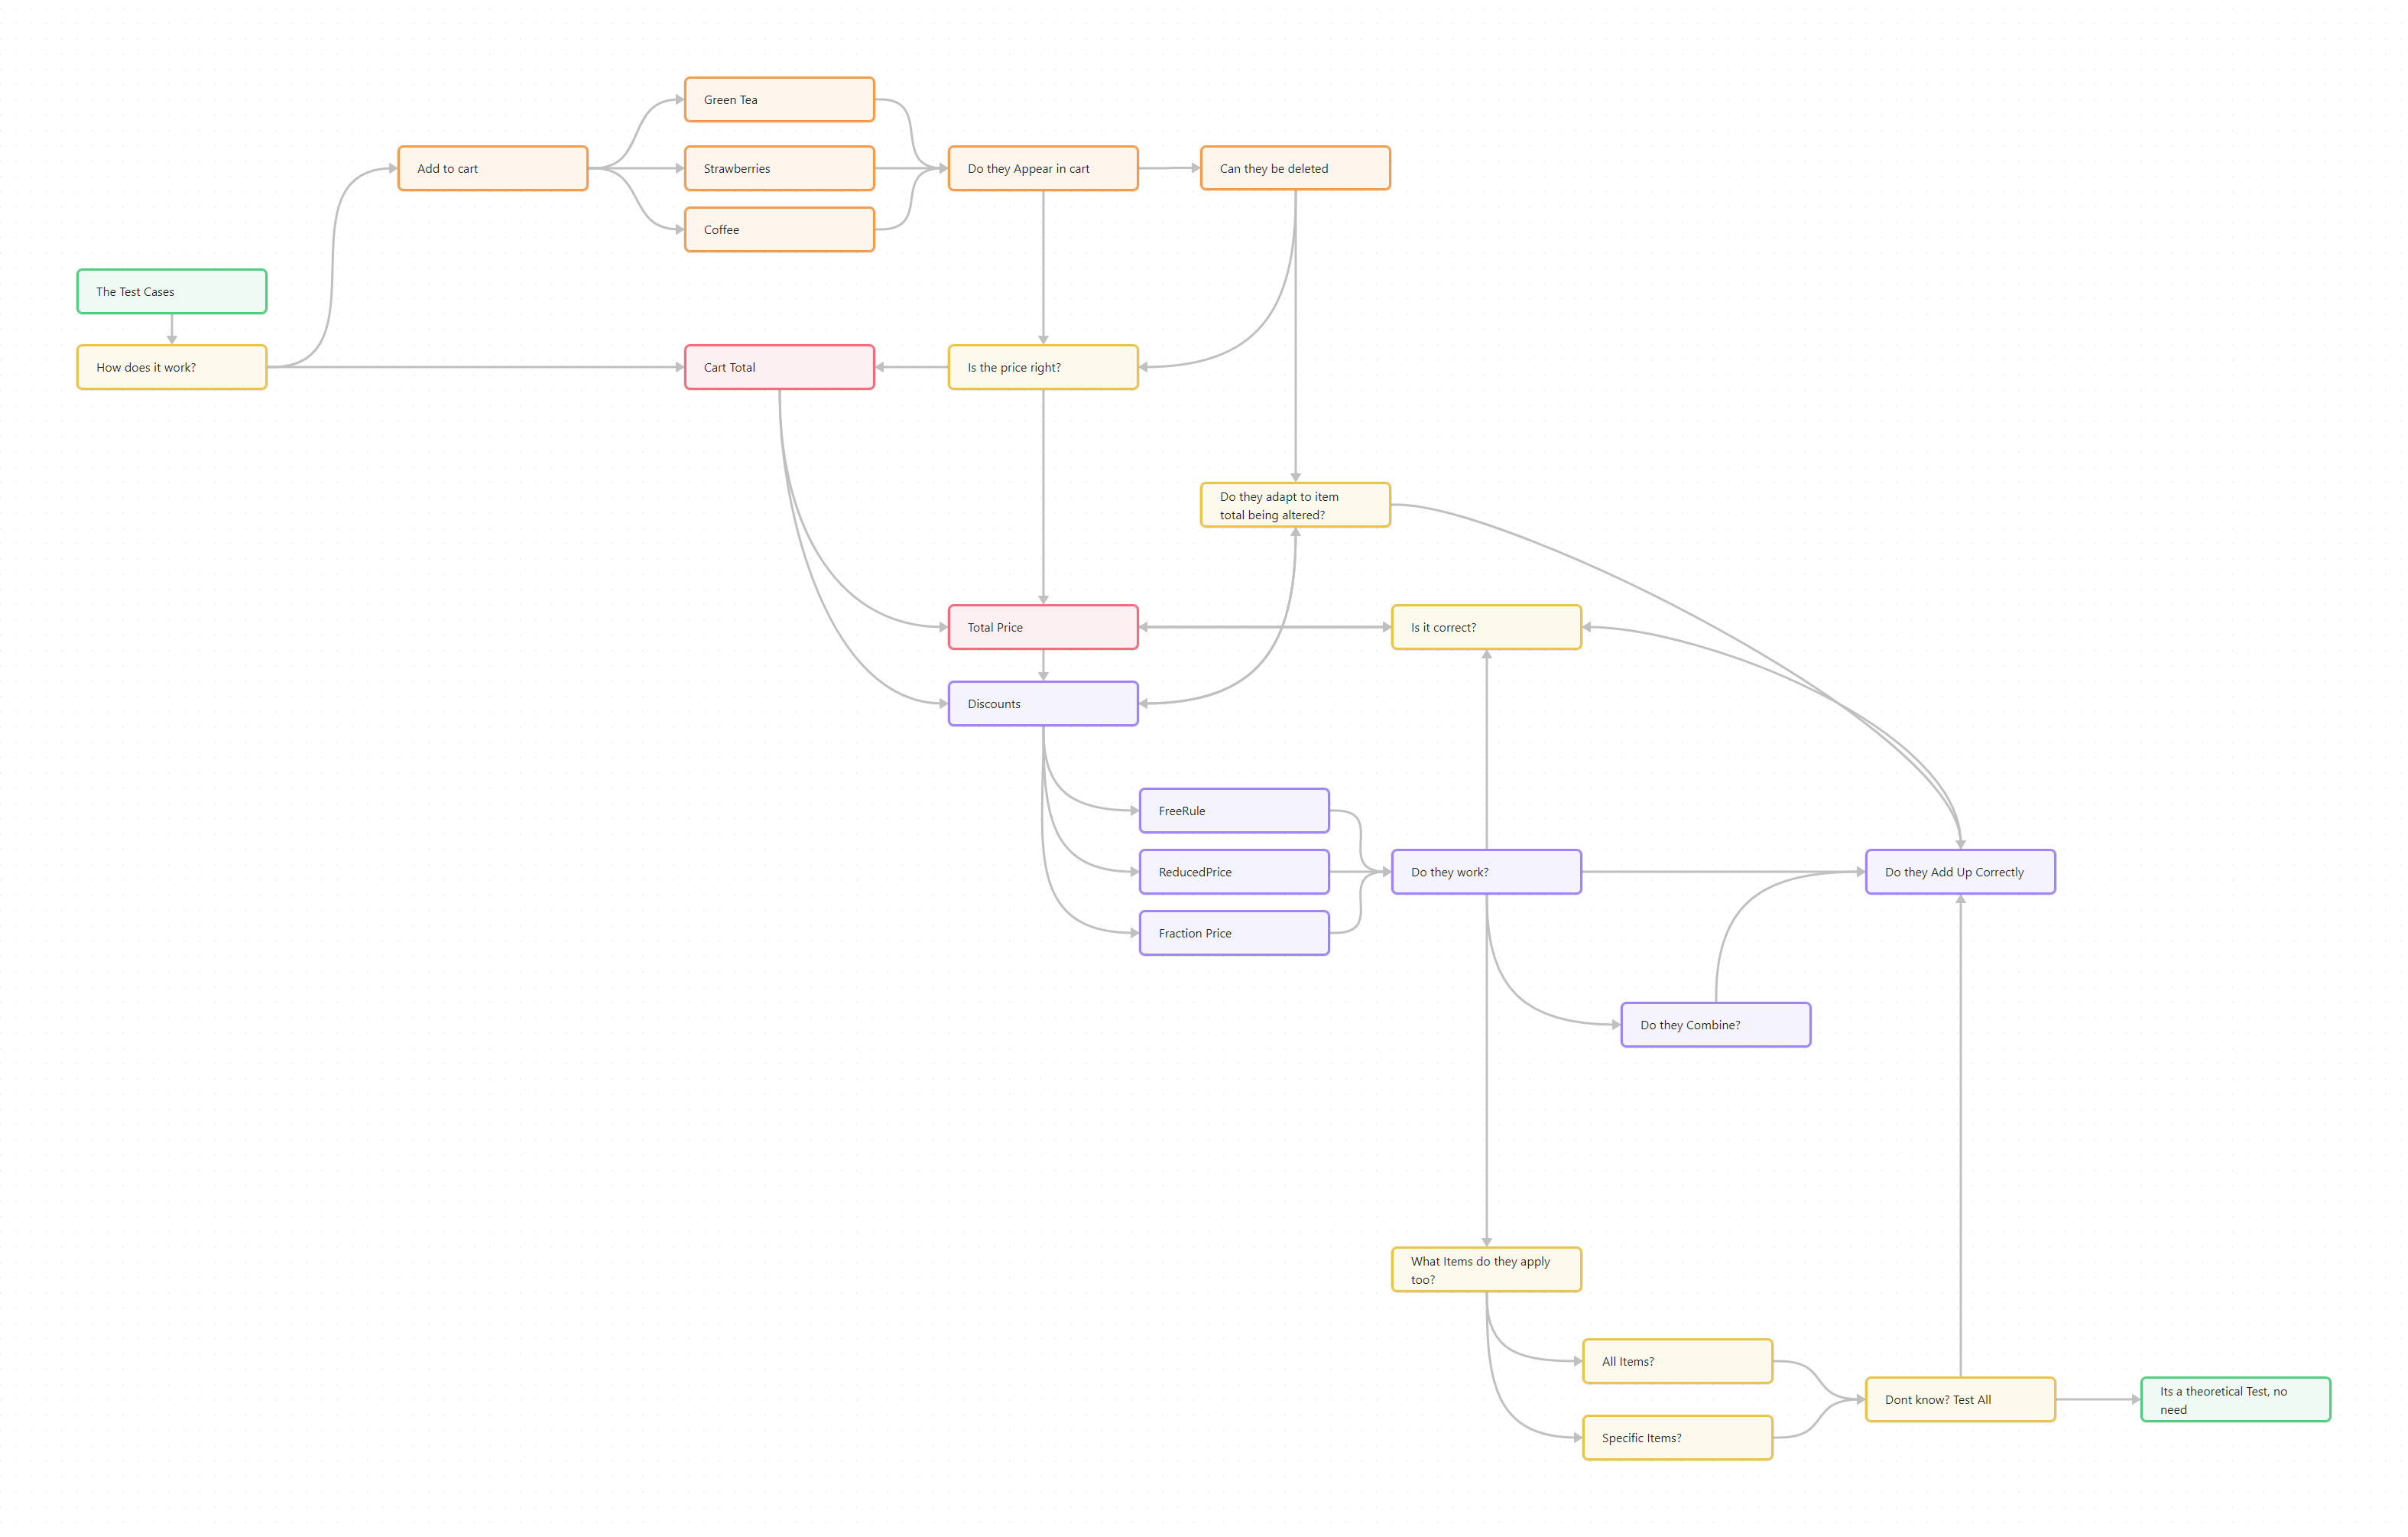 Green Tea
Add to cart
Strawberries
Do they Appear in cart
Can they be deleted
Coffee
The Test Cases
How does it work?
Cart Total
Is the price right?
Do they adapt to item
total being altered?
Total Price
Is it correct?
Discounts
FreeRule
ReducedPrice
Do they work?
Do they Add Up Correctly
Fraction Price
Do they Combine?
What Items do they apply
too?
All Items?
Dont know? Test All
Its a theoretical Test, no
need
Specific Items?